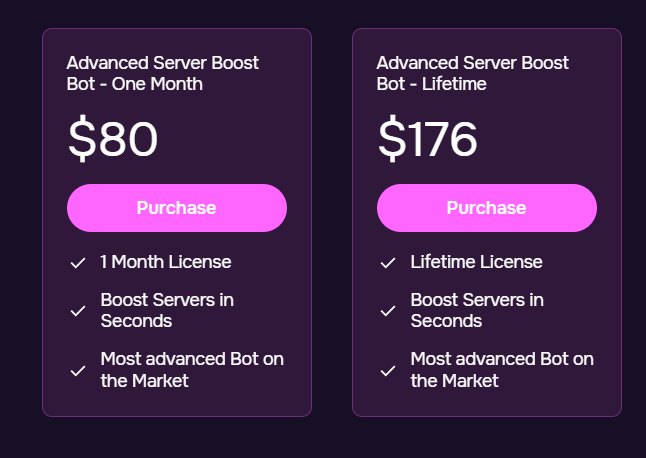 Advanced Server Boost
Bot - One Month
$80
Purchase
1 Month License
Boost Servers in
Seconds
Most advanced Bot on
the Market
Advanced Server Boost
Bot - Lifetime
$176
Purchase
Lifetime License
Boost Servers in
Seconds
Most advanced Bot on
the Market